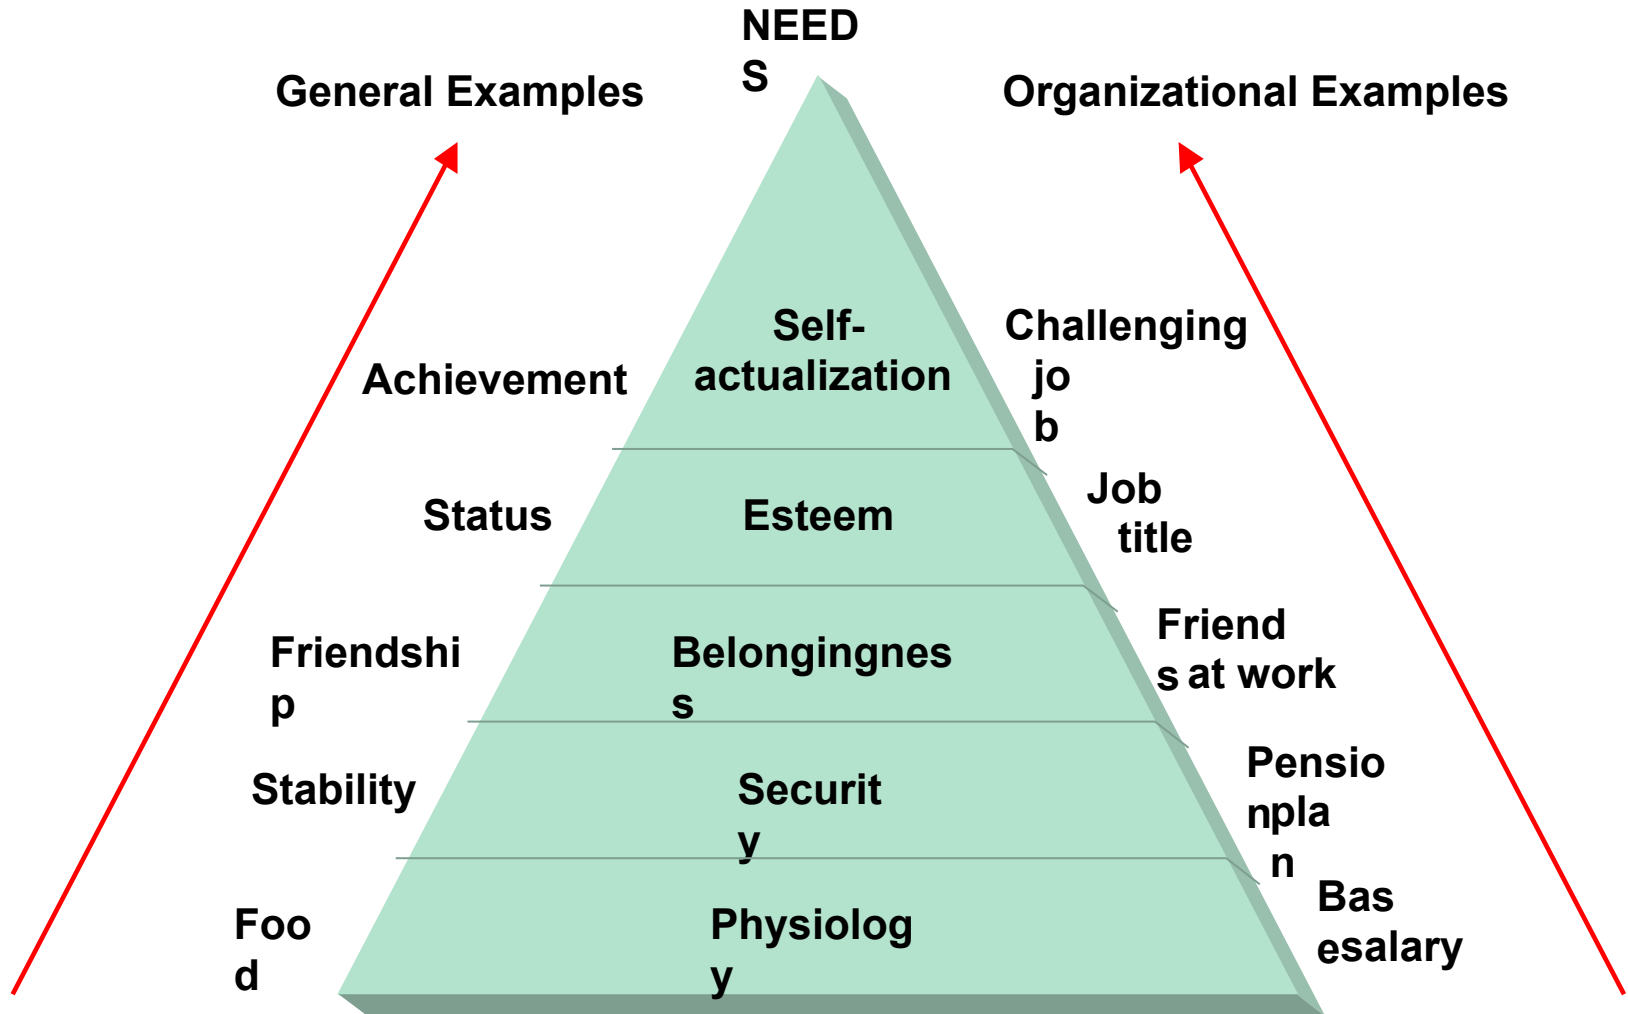 NEED
S
General Examples
Organizational Examples
Self-
actualization
Achievement
Challenging
jo
b
Status
Esteem
Job
title
Friendshi
p
Belongingnes
s
Friend
s at work
Stability
Securit
y
Pensio
npla
n
Foo
d
Physiolog
y
Bas
esalary